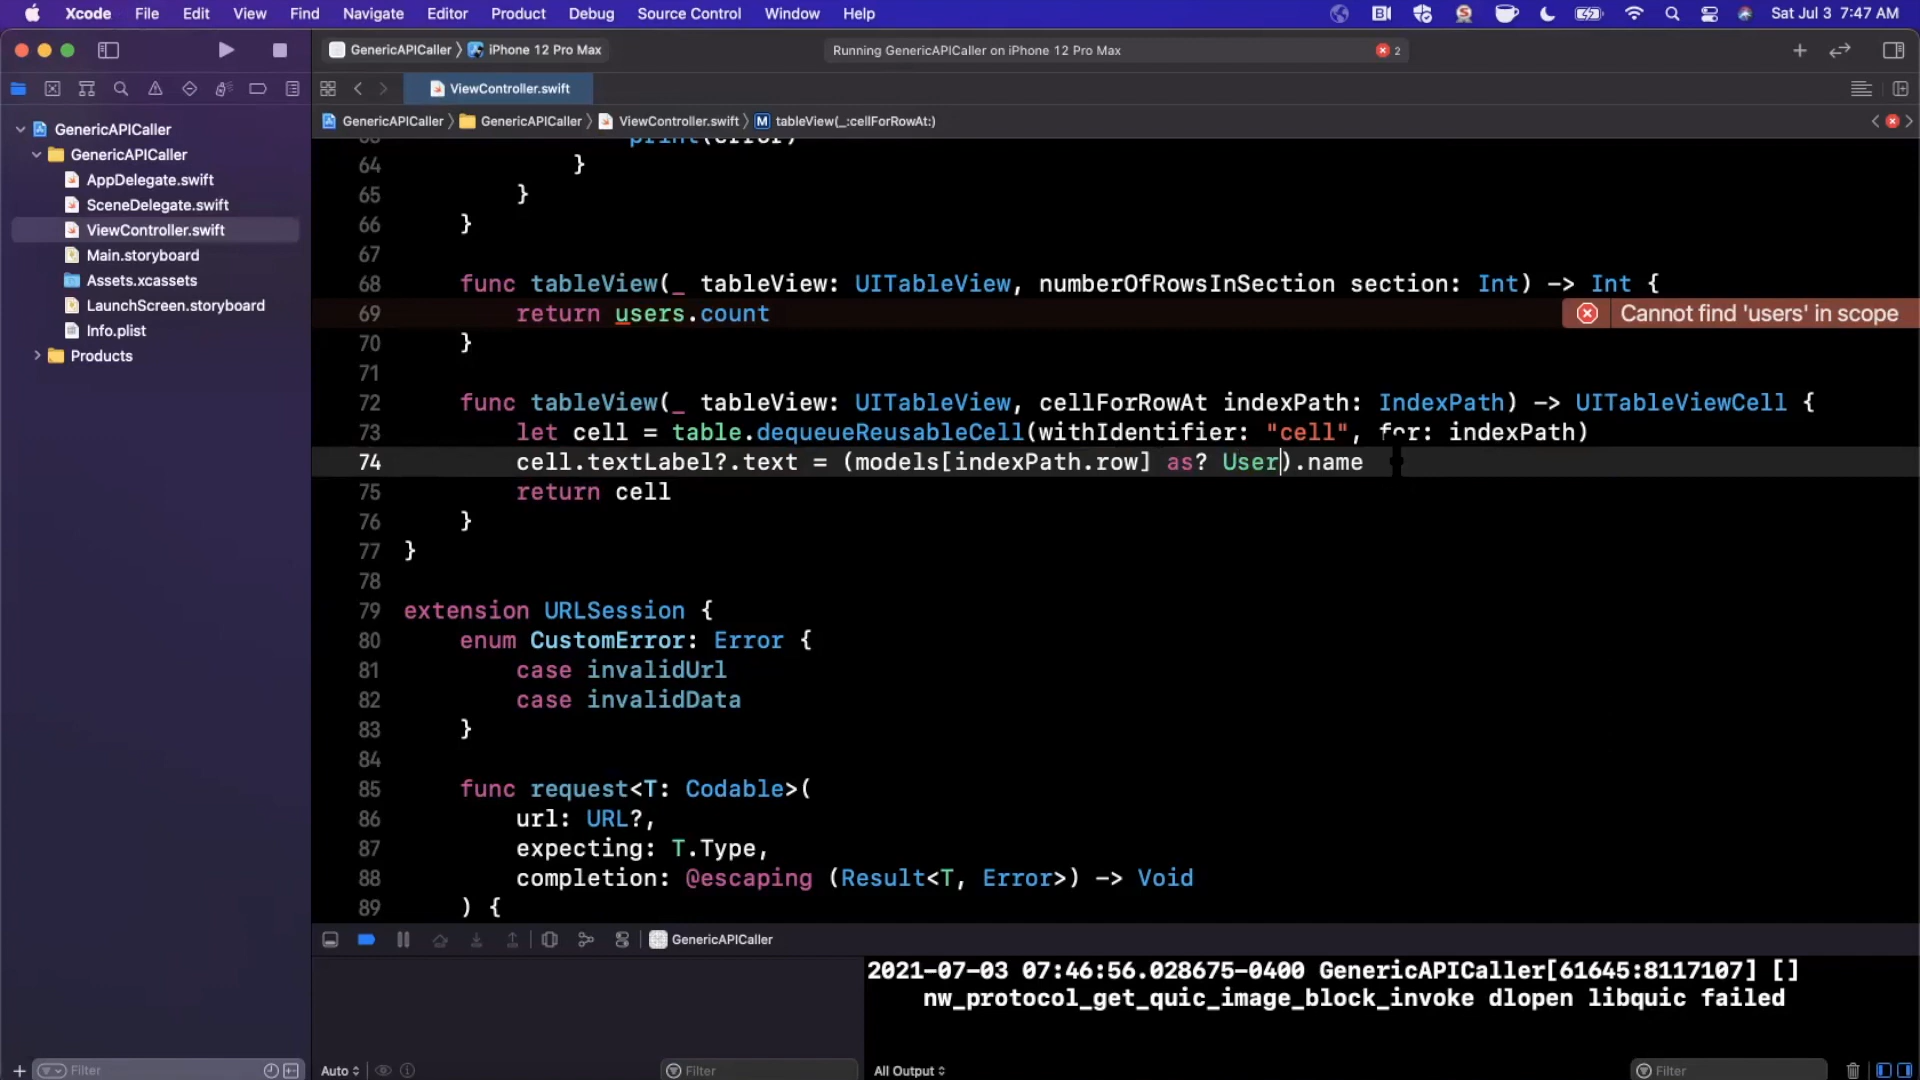 Xcode File Edit View Find Navigate Editor Product Debug Source Control Window Help Sat Jul 3 7:47 AM
GenericAPICaller iPhone 12 Pro Max Running GenericAPICaller on iPhone 12 Pro Max 2
ViewController.swift
GenericAPICaller GenericAPICaller ViewController.swift M tableView(_:cellForRowAt:)
GenericAPICaller
GenericAPICaller
AppDelegate.swift
SceneDelegate.swift
ViewController.swift
Main.storyboard
Assets.xcassets
LaunchScreen.storyboard
Info.plist
Products
print(error)
64 }
65 }
66 }
67
68 func tableView(_ tableView: UITableView, numberOfRowsInSection section: Int) -> Int {
69 return users.count Cannot find 'users' in scope
70 }
71
72 func tableView(_ tableView: UITableView, cellForRowAt indexPath: IndexPath) -> UITableViewCell {
73 let cell = table.dequeueReusableCell(withIdentifier: "cell", for: indexPath)
74 cell.textLabel?.text = (models[indexPath.row] as? User).name
75 return cell
76 }
77 }
78
79 extension URLSession {
80 enum CustomError: Error {
81 case invalidUrl
82 case invalidData
83 }
84
85 func request<T: Codable>(
86 url: URL?,
87 expecting: T.Type,
88 completion: @escaping (Result<T, Error>) -> Void
89 ) {
GenericAPICaller
2021-07-03 07:46:56.028675-0400 GenericAPICaller[61645:8117107] []
nw_protocol_get_quic_image_block_invoke dlopen libquic failed
Filter Auto Filter All Output Filter